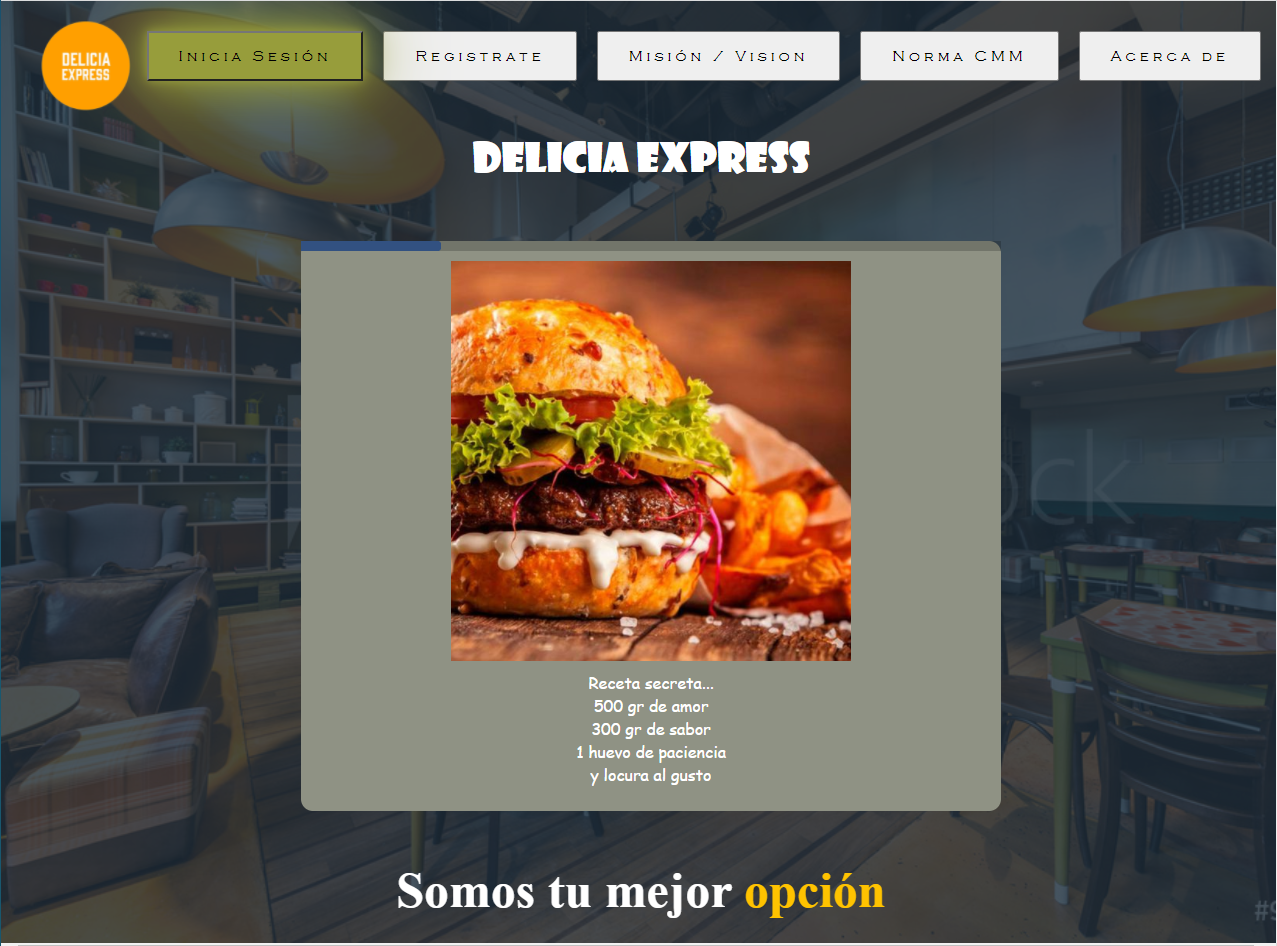 DELICIA
EXPRESS
Inicia Sesión
Registrate
Misión / Vision
Norma CMM
Acerca de
DELICIA EXPRESS
Receta secreta...
500 gr de amor
300 gr de sabor
1 huevo de paciencia
y locura al gusto
Somos tu mejor opción